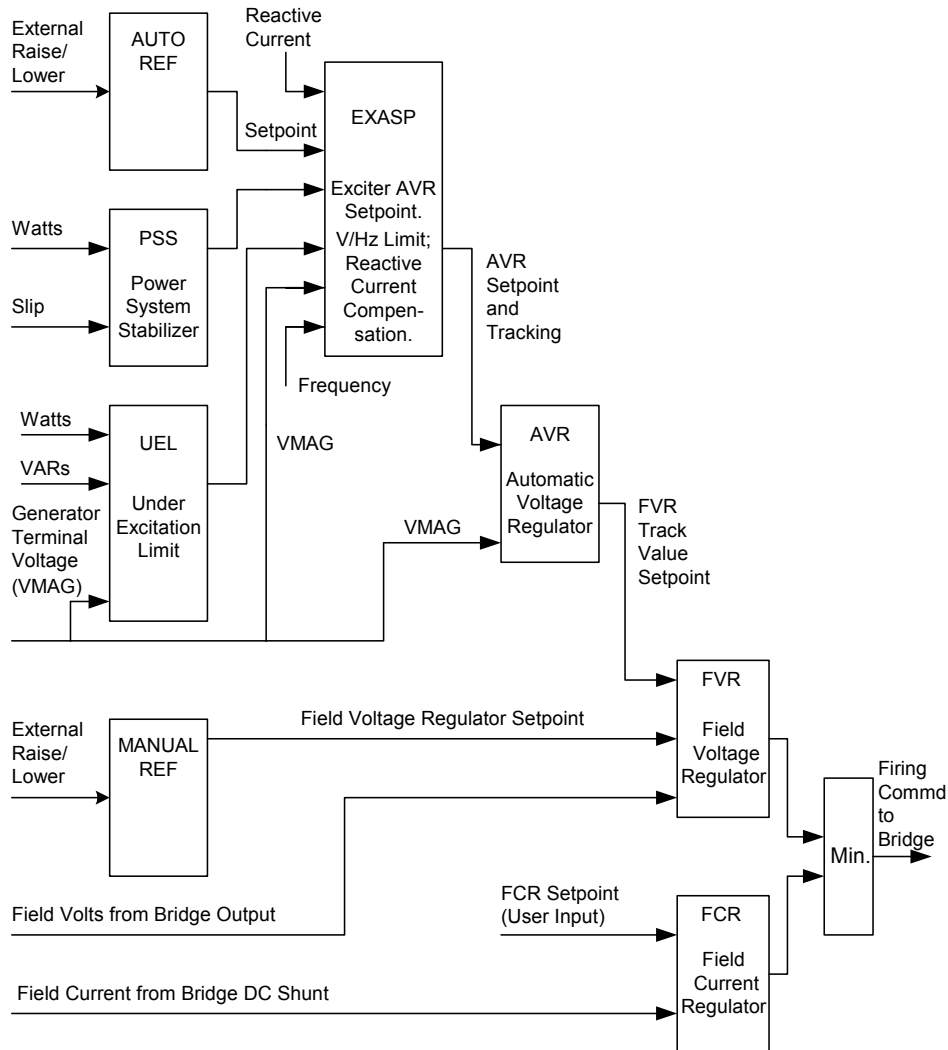 External
Raise/
Lower
AUTO
REF
Reactive
Current
Setpoint
EXASP
Exciter AVR
Setpoint.
V/Hz Limit;
Reactive
Current
Compen-
sation.
Watts
Slip
PSS
Power
System
Stabilizer
AVR
Setpoint
and
Tracking
Frequency
Watts
VARs
Generator
Terminal
Voltage
(VMAG)
UEL
Under
Excitation
Limit
VMAG
VMAG
AVR
Automatic
Voltage
Regulator
FVR
Track
Value
Setpoint
External
Raise/
Lower
MANUAL
REF
Field Voltage Regulator Setpoint
FVR
Field
Voltage
Regulator
Firing
Commd
to
Bridge
Min.
Field Volts from Bridge Output
FCR Setpoint
(User Input)
FCR
Field
Current
Regulator
Field Current from Bridge DC Shunt